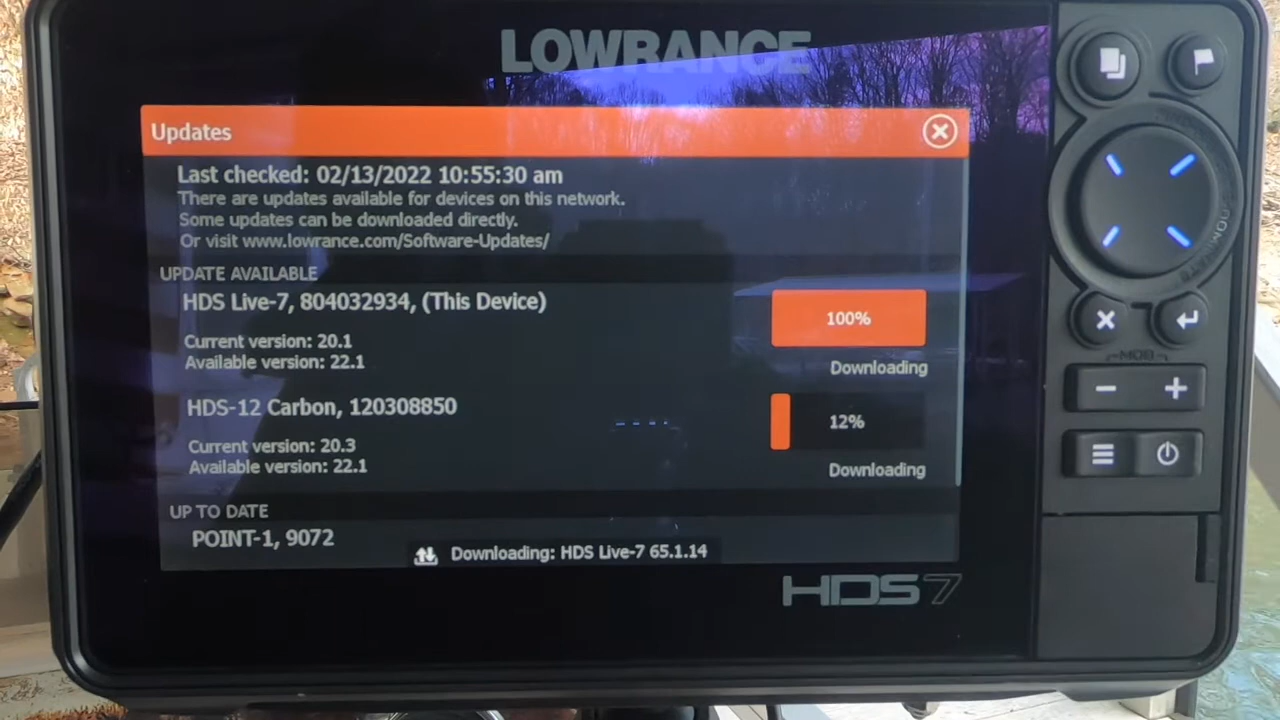 LOWRANCE
Updates
Last checked: 02/13/2022 10:55:30 am
There are updates available for devices on this network.
Some updates can be downloaded directly.
Or visit www.lowrance.com/Software-Updates/
UPDATE AVAILABLE
HDS Live-7, 804032934, (This Device)
100%
Current version: 20.1
Available version: 22.1
Downloading
HDS-12 Carbon, 120308850
12%
Current version: 20.3
Available version: 22.1
Downloading
UP TO DATE
POINT-1, 9072
Downloading: HDS Live-7 65.1.14
HDS 7
MOB